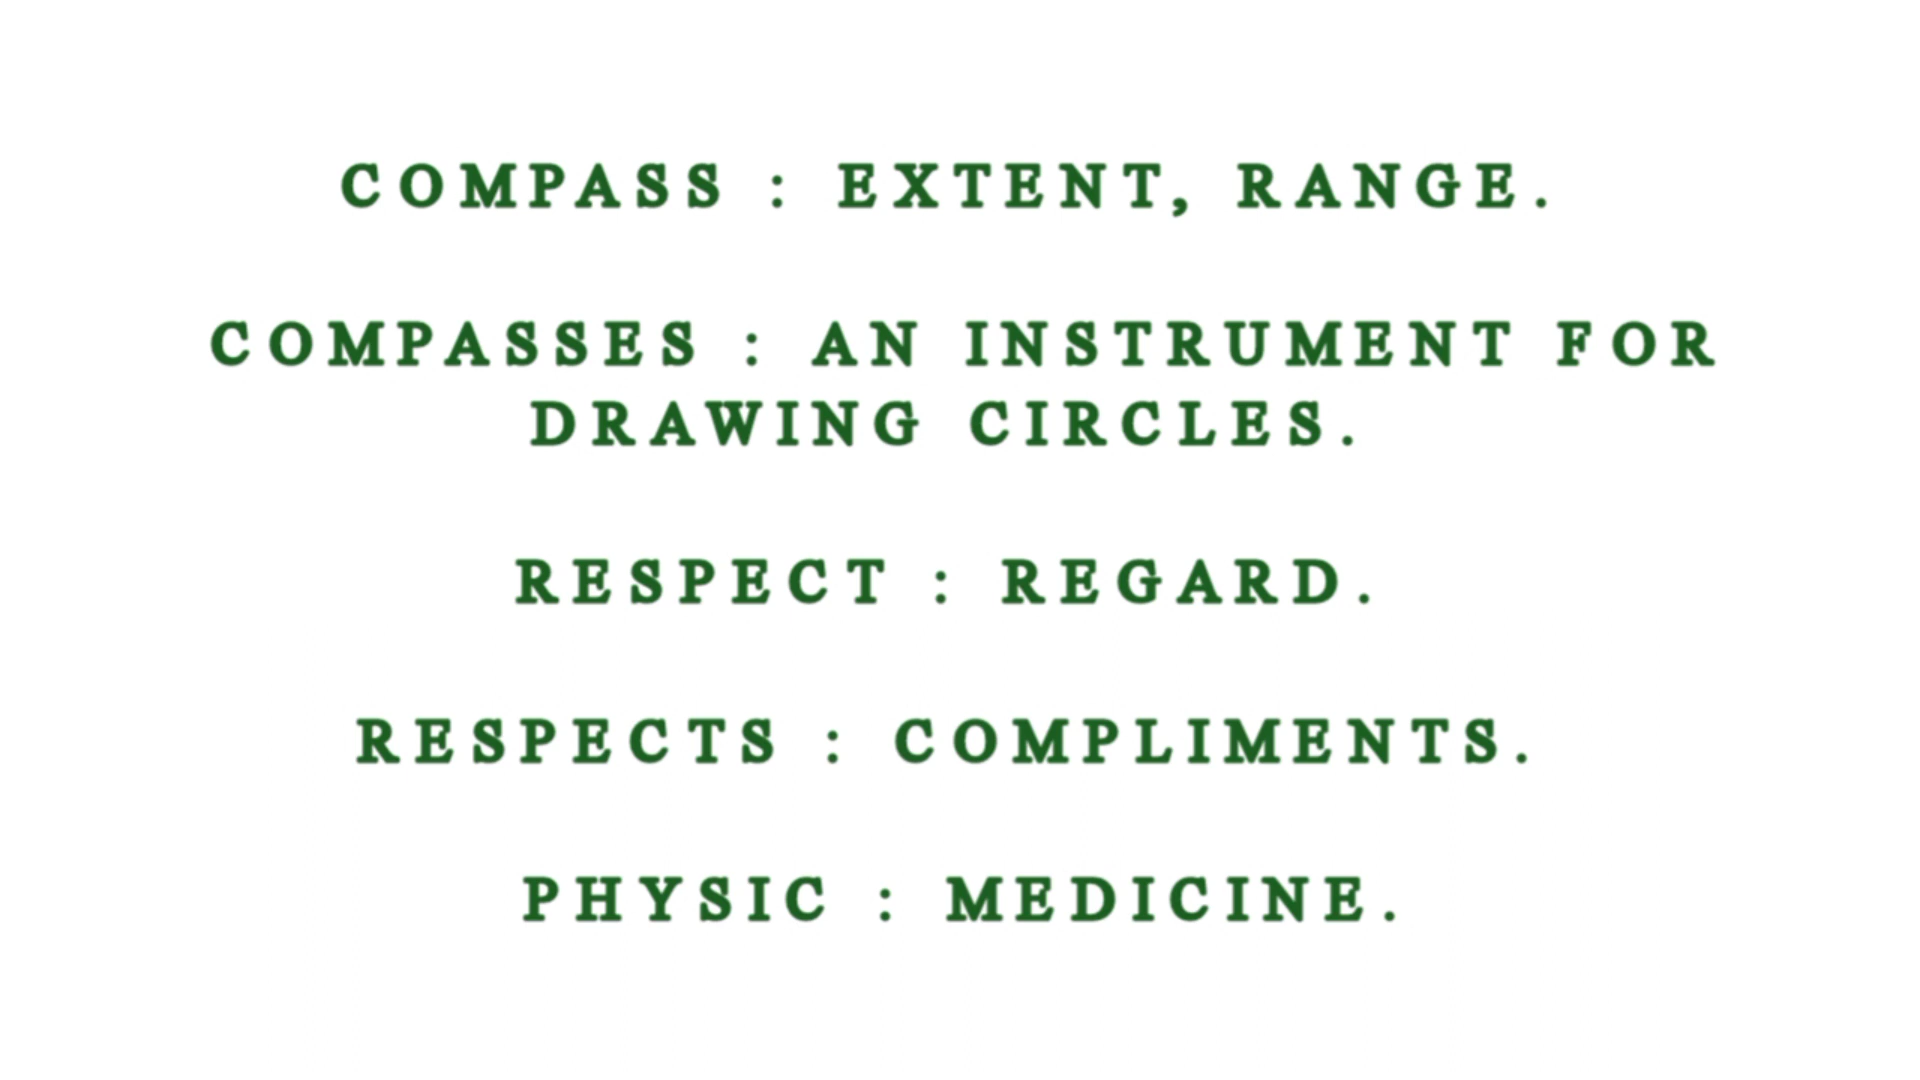 COMPASS : EXTENT, RANGE.
COMPASSES : AN INSTRUMENT FOR
DRAWING CIRCLES.
RESPECT : REGARD.
RESPECTS : COMPLIMENTS.
PHYSIC : MEDICINE.